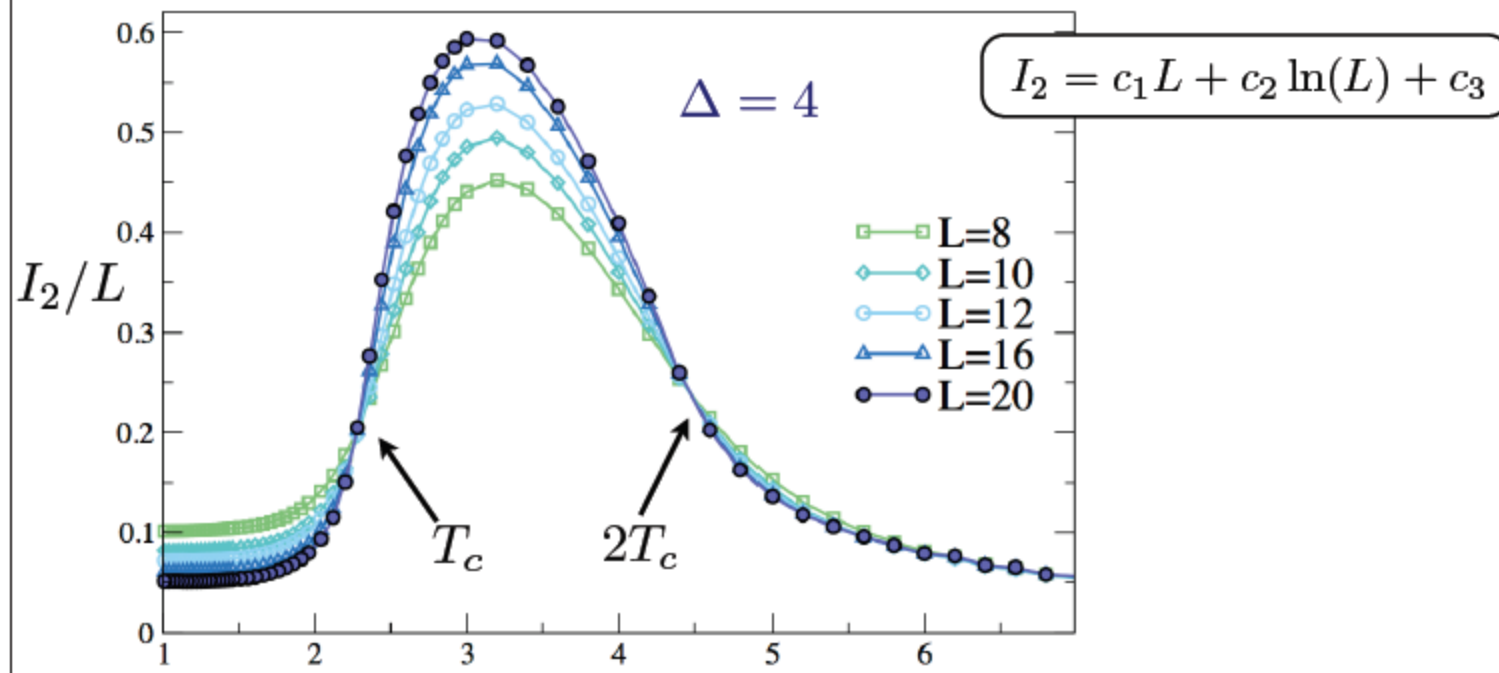 0.6
0.5
0.4
0.3
0.2
0.1
0
I₂/L
Δ = 4
I₂ = c₁L + c₂ ln(L) + c₃
L=8
L=10
L=12
L=16
L=20
T_c
2T_c
1 2 3 4 5 6